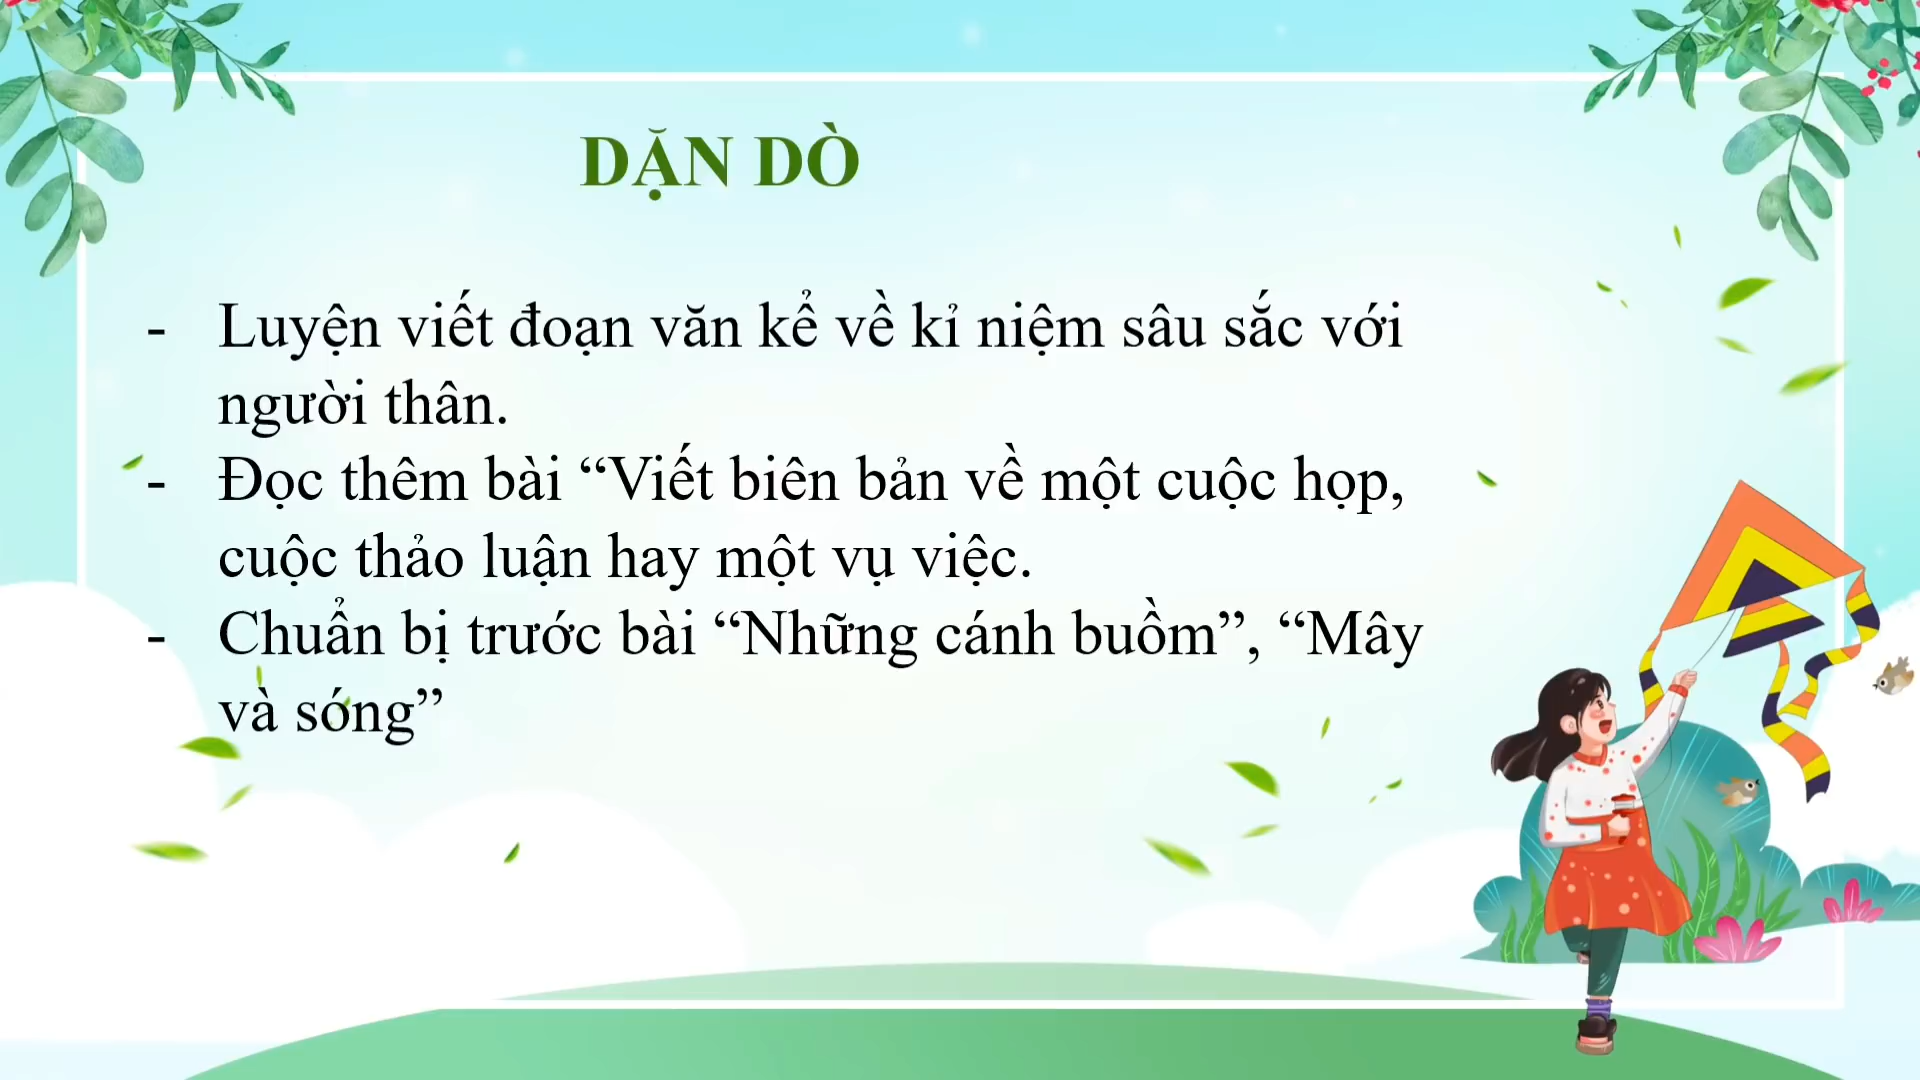 DẶN DÒ
- Luyện viết đoạn văn kể về kỉ niệm sâu sắc với
người thân.
- Đọc thêm bài “Viết biên bản về một cuộc họp,
cuộc thảo luận hay một vụ việc.
- Chuẩn bị trước bài “Những cánh buồm”, “Mây
và sóng”